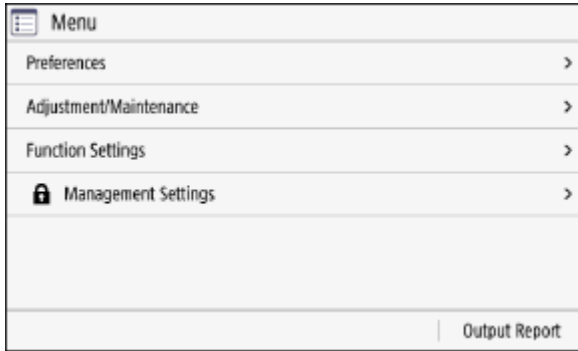 Menu
Preferences
Adjustment/Maintenance
Function Settings
Management Settings
Output Report